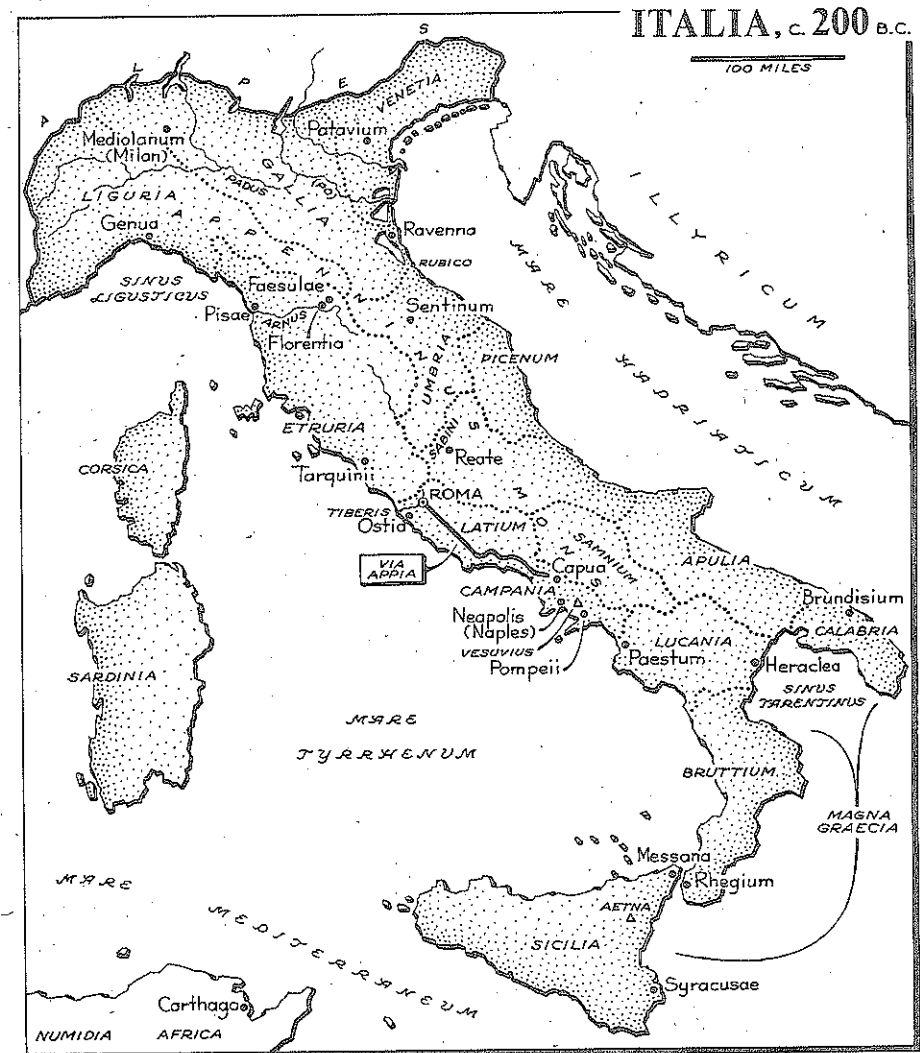 ITALIA, c. 200 B.C.
100 MILES
ALPES
VENETIA
Patavium
Mediolanum
(Milan)
GALLIA
PADUS (PO)
LIGURIA
APPENNINUS MONS
Genua
Ravenna
RUBICO
ILLYRICUM
MARE HADRIATICUM
SINUS
LIGUSTICUS
Faesulae
Pisae
ARNUS
Florentia
Sentinum
PICENUM
UMBRIA
ETRURIA
SABINI
Reate
CORSICA
Tarquinii
ROMA
TIBERIS
Ostia
LATIUM
SAMNIUM
VIA
APPIA
APULIA
Capua
CAMPANIA
Neapolis
(Naples)
VESUVIUS
Pompeii
Brundisium
CALABRIA
LUCANIA
Paestum
Heraclea
SINUS
TARENTINUS
SARDINIA
MARE
TYRRHENUM
BRUTTIUM
MAGNA
GRAECIA
Messana
Rhegium
AETNA
SICILIA
Syracusae
MARE
MEDITERRANEUM
Carthago
NUMIDIA
AFRICA